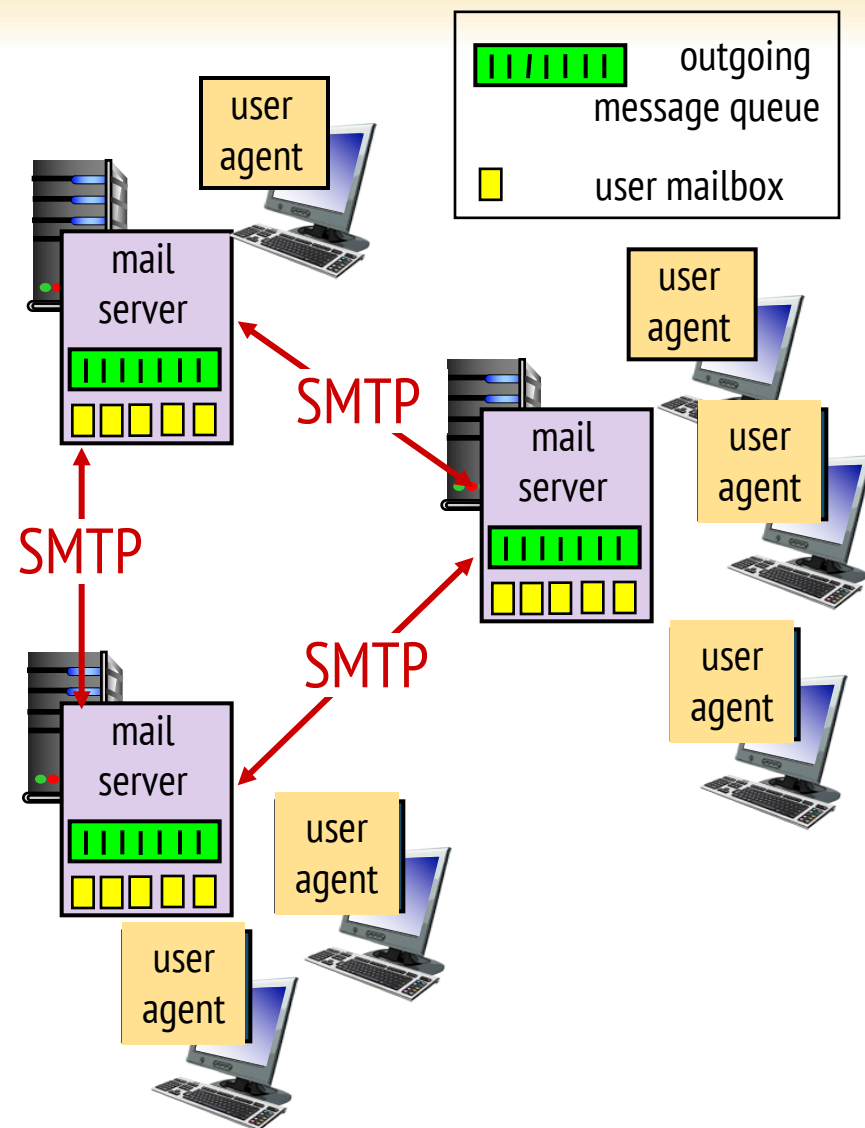 outgoing
message queue
user mailbox
user
agent
mail
server
SMTP
user
agent
mail
server
user
agent
SMTP
SMTP
user
agent
mail
server
user
agent
user
agent